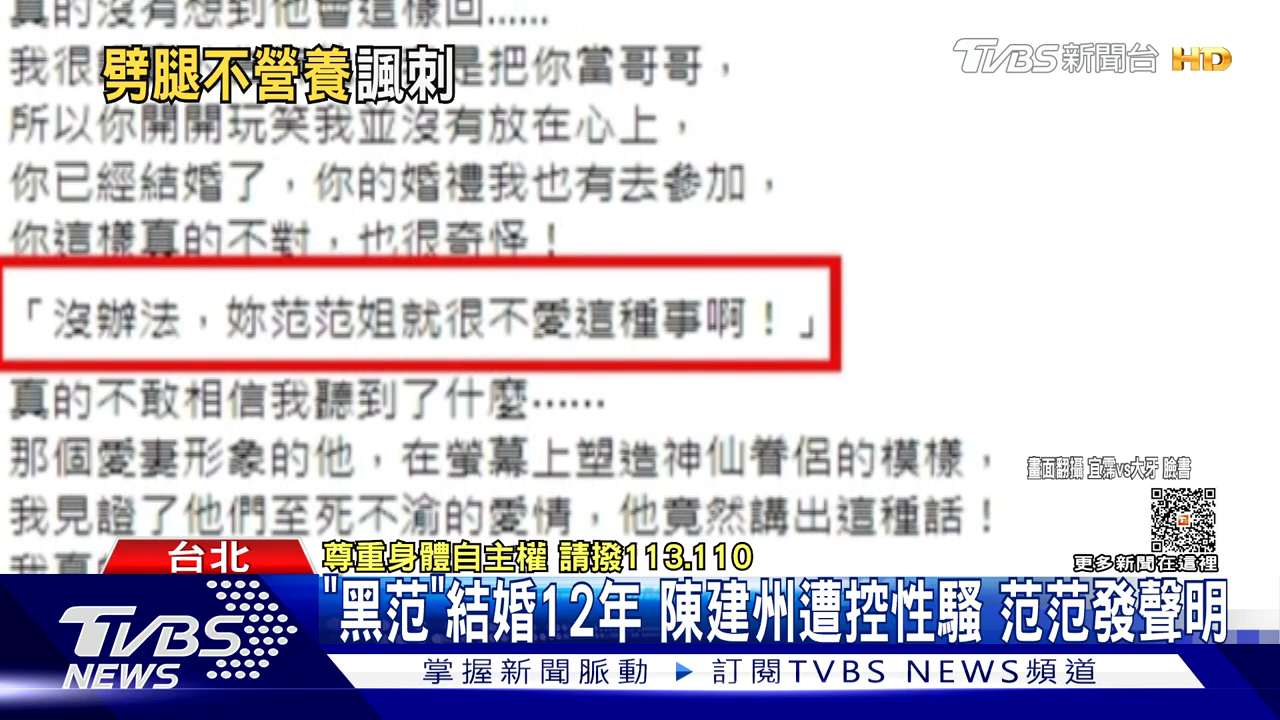 真的沒有想到他會這樣回......
我很
是把你當哥哥，
劈腿不營養諷刺
TVBS新聞台 HD
所以你開開玩笑我並沒有放在心上，
你已經結婚了，你的婚禮我也有去參加，
你這樣真的不對，也很奇怪！
「沒辦法，妳范范姐就很不愛這種事啊！」
真的不敢相信我聽到了什麼……
那個愛妻形象的他，在螢幕上塑造神仙眷侶的模樣，
畫面翻攝 宜霈vs大牙 臉書
我見證了他們至死不渝的愛情，他竟然講出這種話！
我真
更多新聞在這裡
台北
尊重身體自主權 請撥113.110
"黑范"結婚12年 陳建州遭控性騷 范范發聲明
TVBS NEWS
掌握新聞脈動 ▶ 訂閱TVBS NEWS頻道